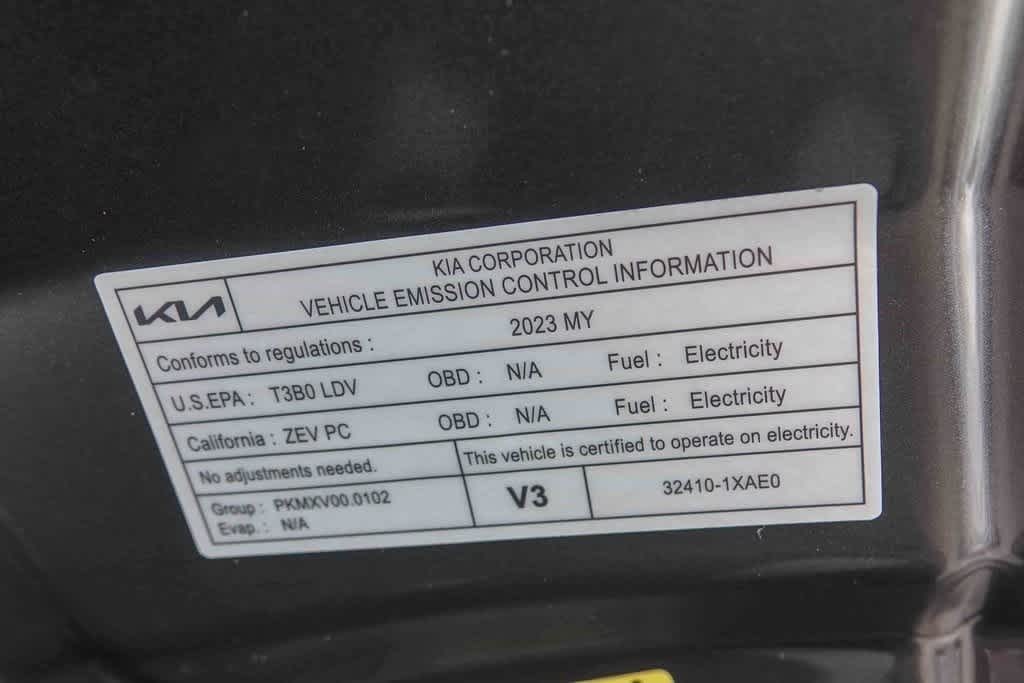 KIA
KIA CORPORATION
VEHICLE EMISSION CONTROL INFORMATION
Conforms to regulations : 2023 MY
U.S.EPA : T3B0 LDV OBD : N/A Fuel : Electricity
California : ZEV PC OBD : N/A Fuel : Electricity
No adjustments needed. This vehicle is certified to operate on electricity.
Group : PKMXV00.0102 V3 32410-1XAE0
Evap. : N/A